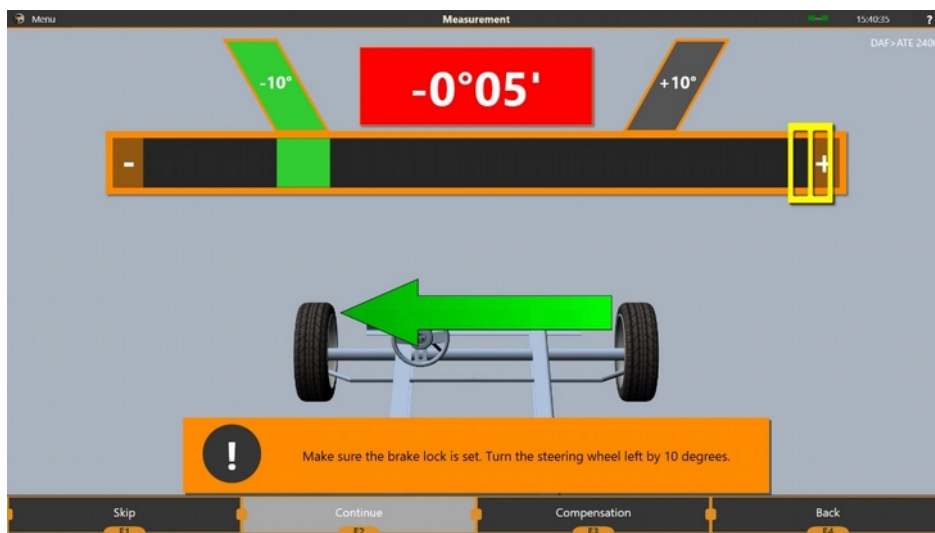 Menu
Measurement
15:40:35
?
DAF>ATE 2400
-10°
-0°05'
+10°
-
+
!
Make sure the brake lock is set. Turn the steering wheel left by 10 degrees.
Skip
Continue
Compensation
Back
F1
F2
F3
F4